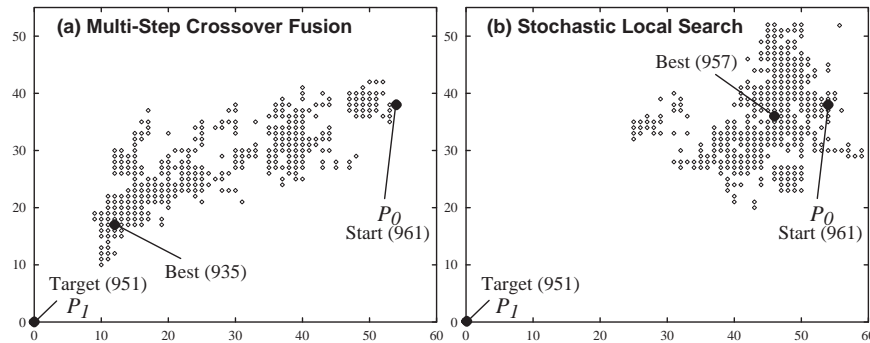 (a) Multi-Step Crossover Fusion
50
40
30
20
10
0
P0
Start (961)
Best (935)
Target (951)
P1
0 10 20 30 40 50 60
(b) Stochastic Local Search
50
40
30
20
10
0
Best (957)
P0
Start (961)
Target (951)
P1
0 10 20 30 40 50 60